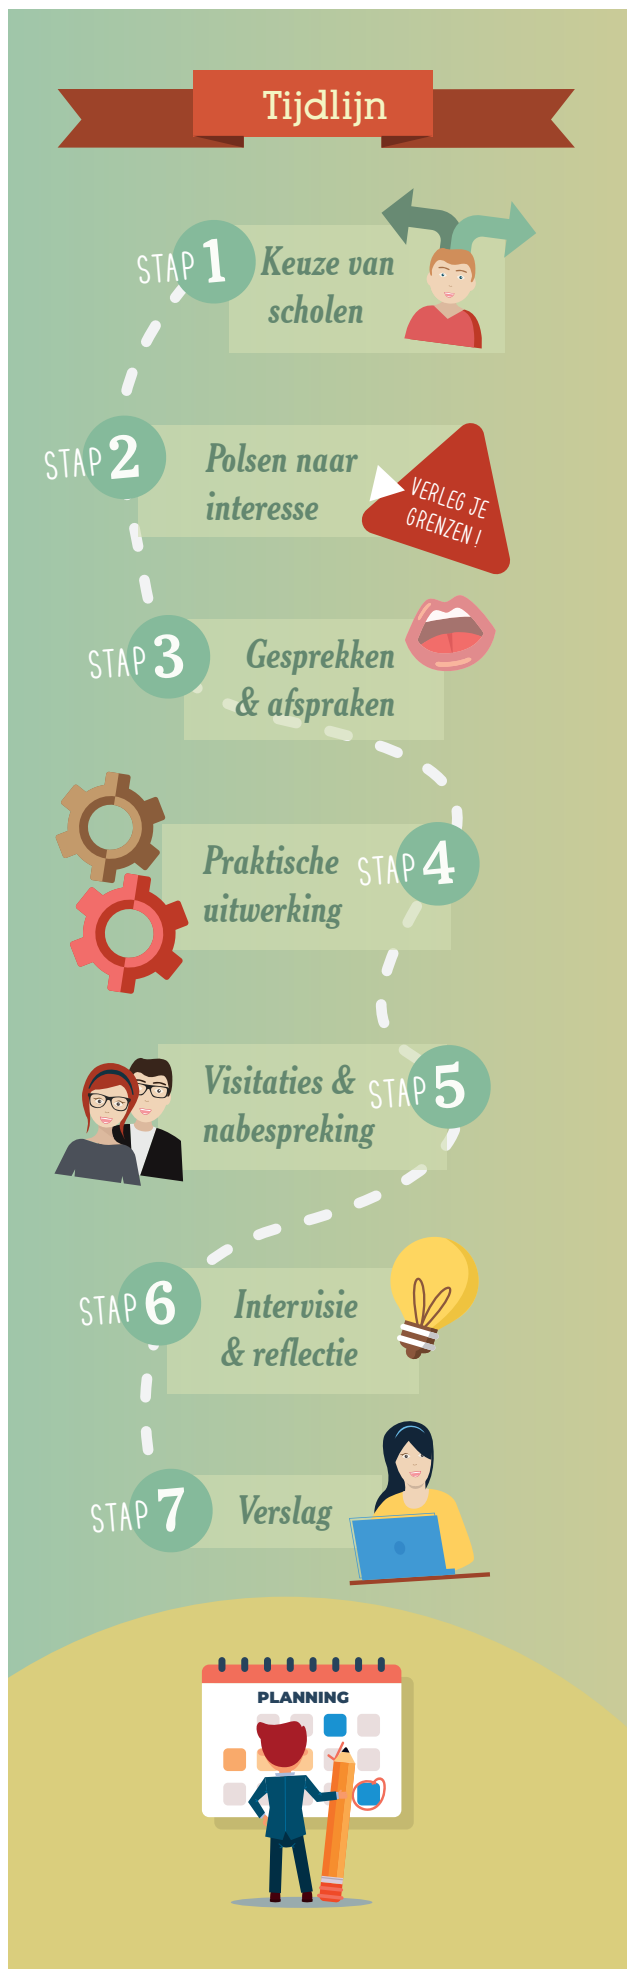 Tijdlijn
STAP 1
Keuze van
scholen
STAP 2
Polsen naar
interesse
VERLEG JE
GRENZEN !
STAP 3
Gesprekken
& afspraken
Praktische
uitwerking
STAP 4
Visitaties &
nabespreking
STAP 5
STAP 6
Intervisie
& reflectie
STAP 7
Verslag
PLANNING